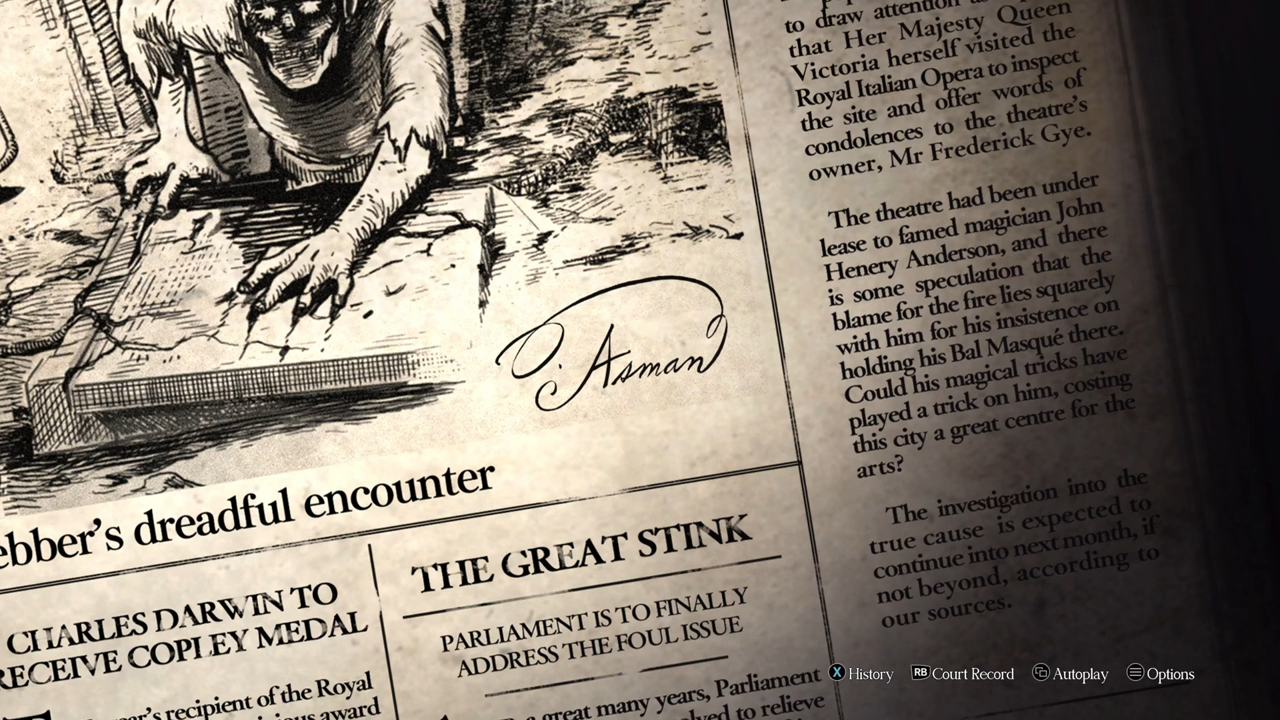 to draw attention
that Her Majesty Queen
Victoria herself visited the
Royal Italian Opera to inspect
the site and offer words of
condolences to the theatre's
owner, Mr Frederick Gye.
The theatre had been under
lease to famed magician John
Henery Anderson, and there
is some speculation that the
blame for the fire lies squarely
with him for his insistence on
holding his Bal Masqué there.
Could his magical tricks have
played a trick on him, costing
this city a great centre for the
arts?
The investigation into the
true cause is expected to
continue into next month, if
not beyond, according to
our sources.
Asman
ebber's dreadful encounter
CHARLES DARWIN TO
RECEIVE COPLEY MEDAL
recipient of the Royal
award
THE GREAT STINK
PARLIAMENT IS TO FINALLY
ADDRESS THE FOUL ISSUE
great many years, Parliament
to relieve
X History RB Court Record Autoplay Options